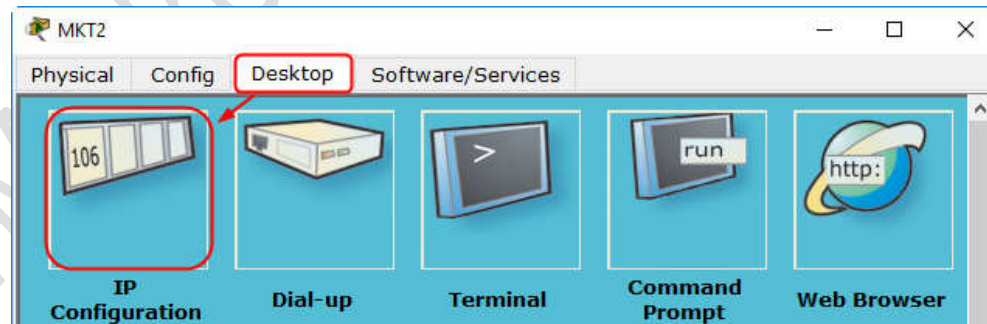 MKT2
Physical Config Desktop Software/Services
106
>
run
http:
IP Configuration
Dial-up
Terminal
Command Prompt
Web Browser